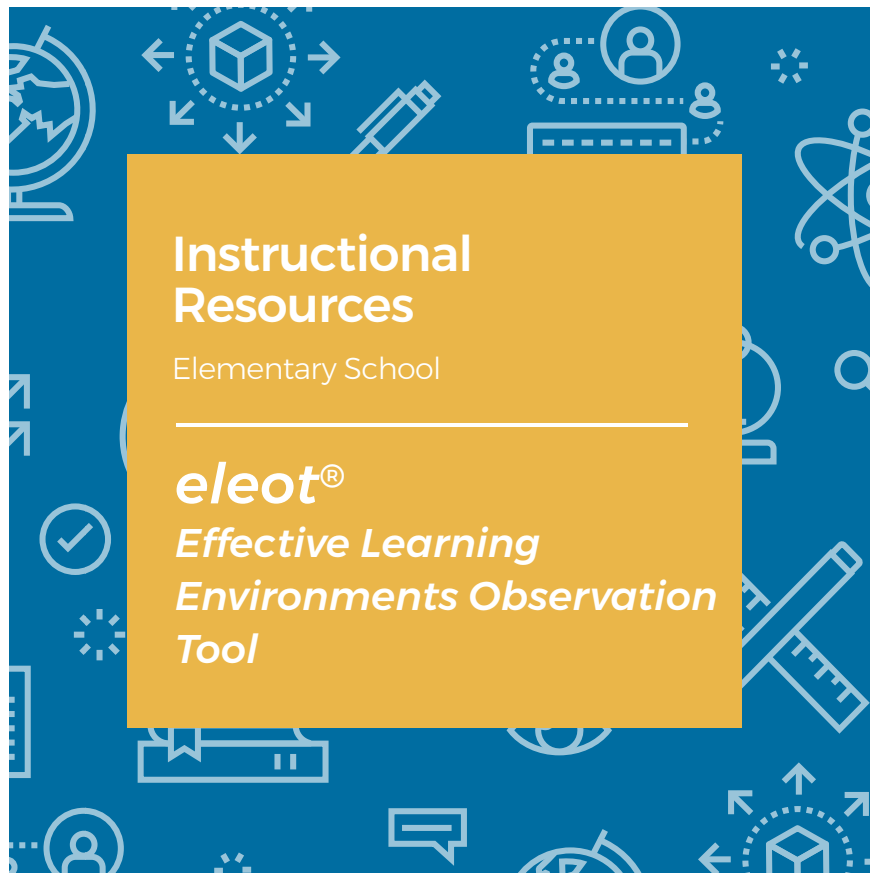 Instructional
Resources
Elementary School
eleot®
Effective Learning
Environments Observation
Tool